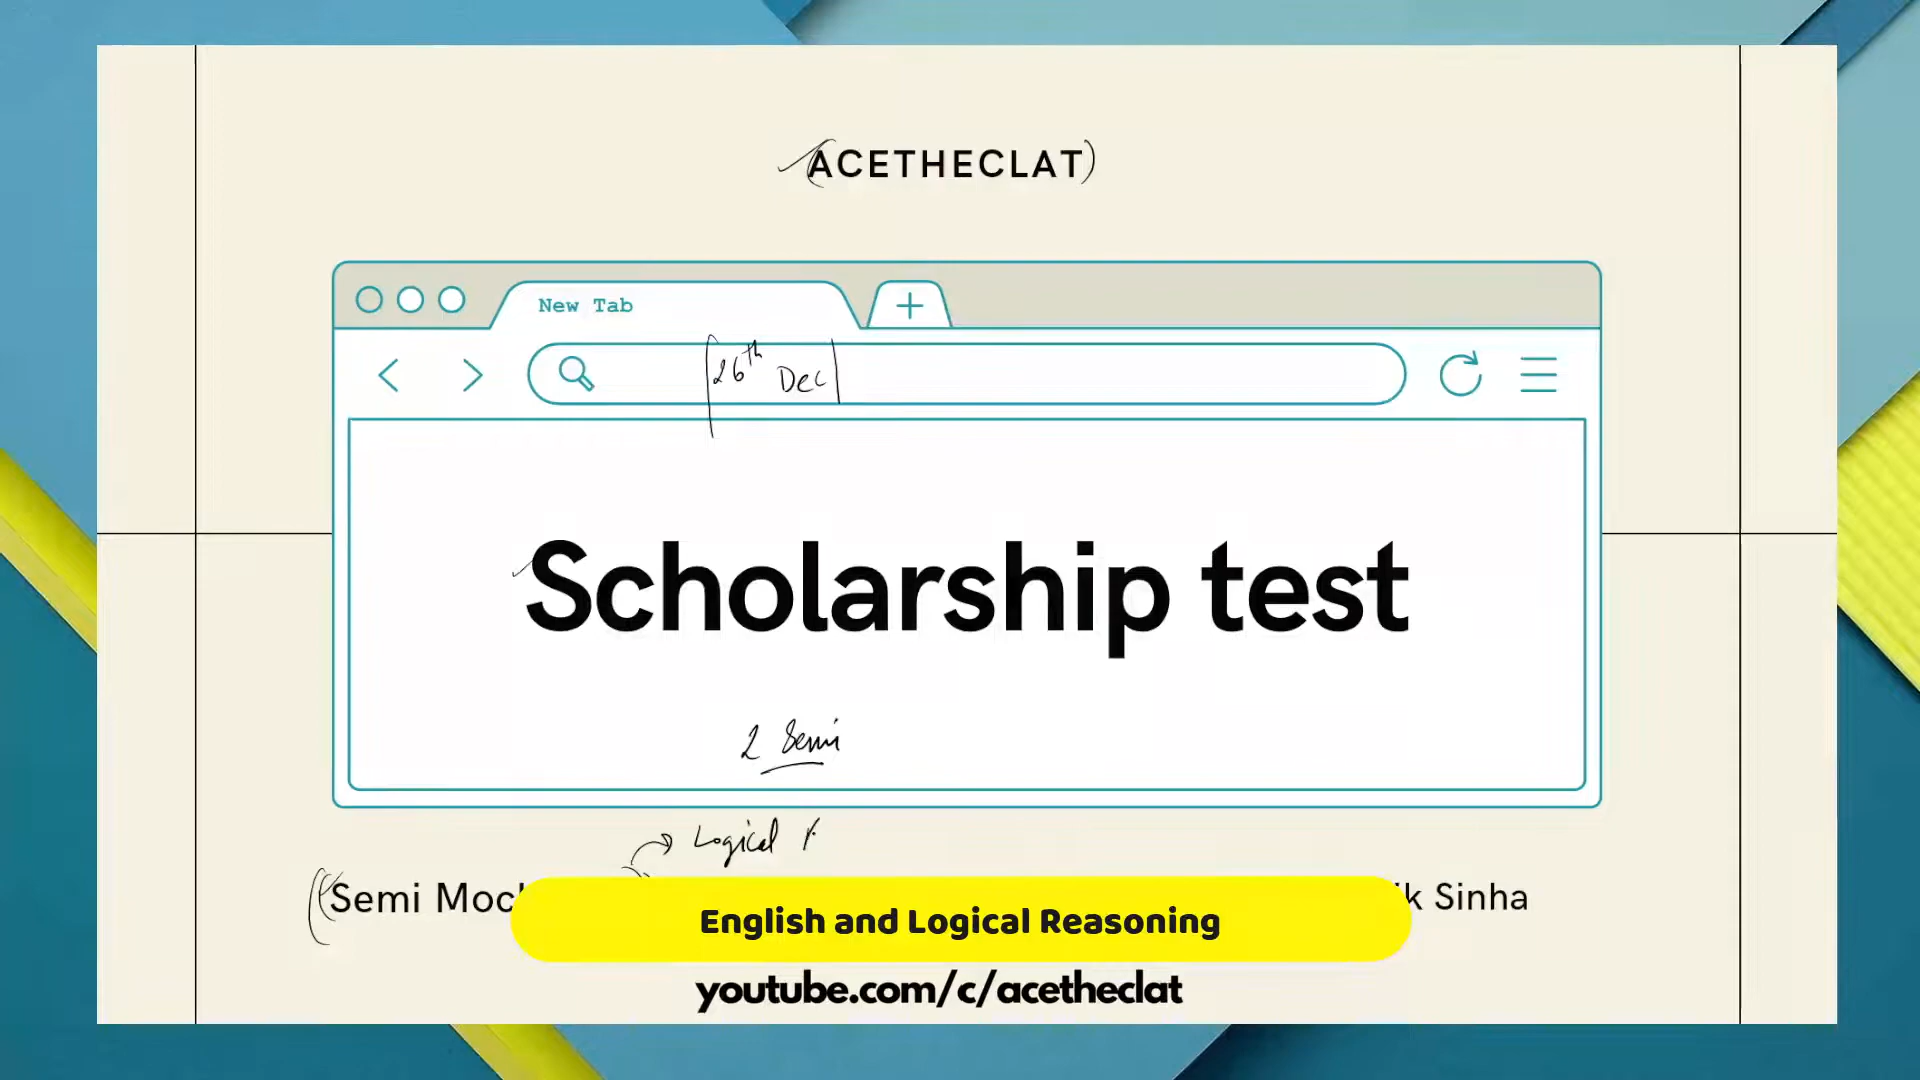 ACETHECLAT
New Tab
26th Dec
Scholarship test
2 Semi
Logical
Semi
Sinha
English and Logical Reasoning
youtube.com/c/acetheclat